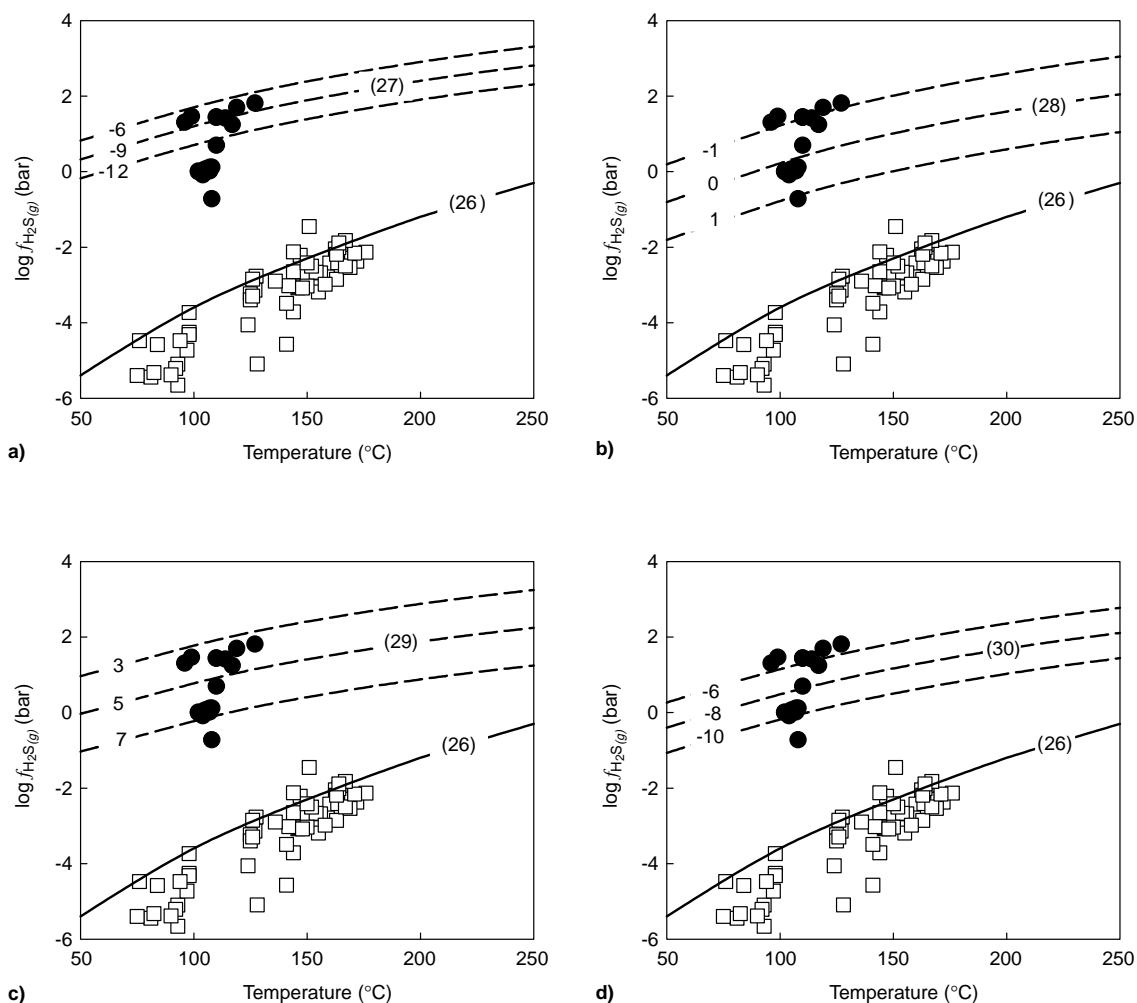 4
2
0
-2
-4
-6
50 100 150 200 250
log fH2S(g) (bar)
Temperature (°C)
-6
-9
-12
(27)
(26)
a)
4
2
0
-2
-4
-6
50 100 150 200 250
log fH2S(g) (bar)
Temperature (°C)
-1
0
1
(28)
(26)
b)
4
2
0
-2
-4
-6
50 100 150 200 250
log fH2S(g) (bar)
Temperature (°C)
3
5
7
(29)
(26)
c)
4
2
0
-2
-4
-6
50 100 150 200 250
log fH2S(g) (bar)
Temperature (°C)
-6
-8
-10
(30)
(26)
d)